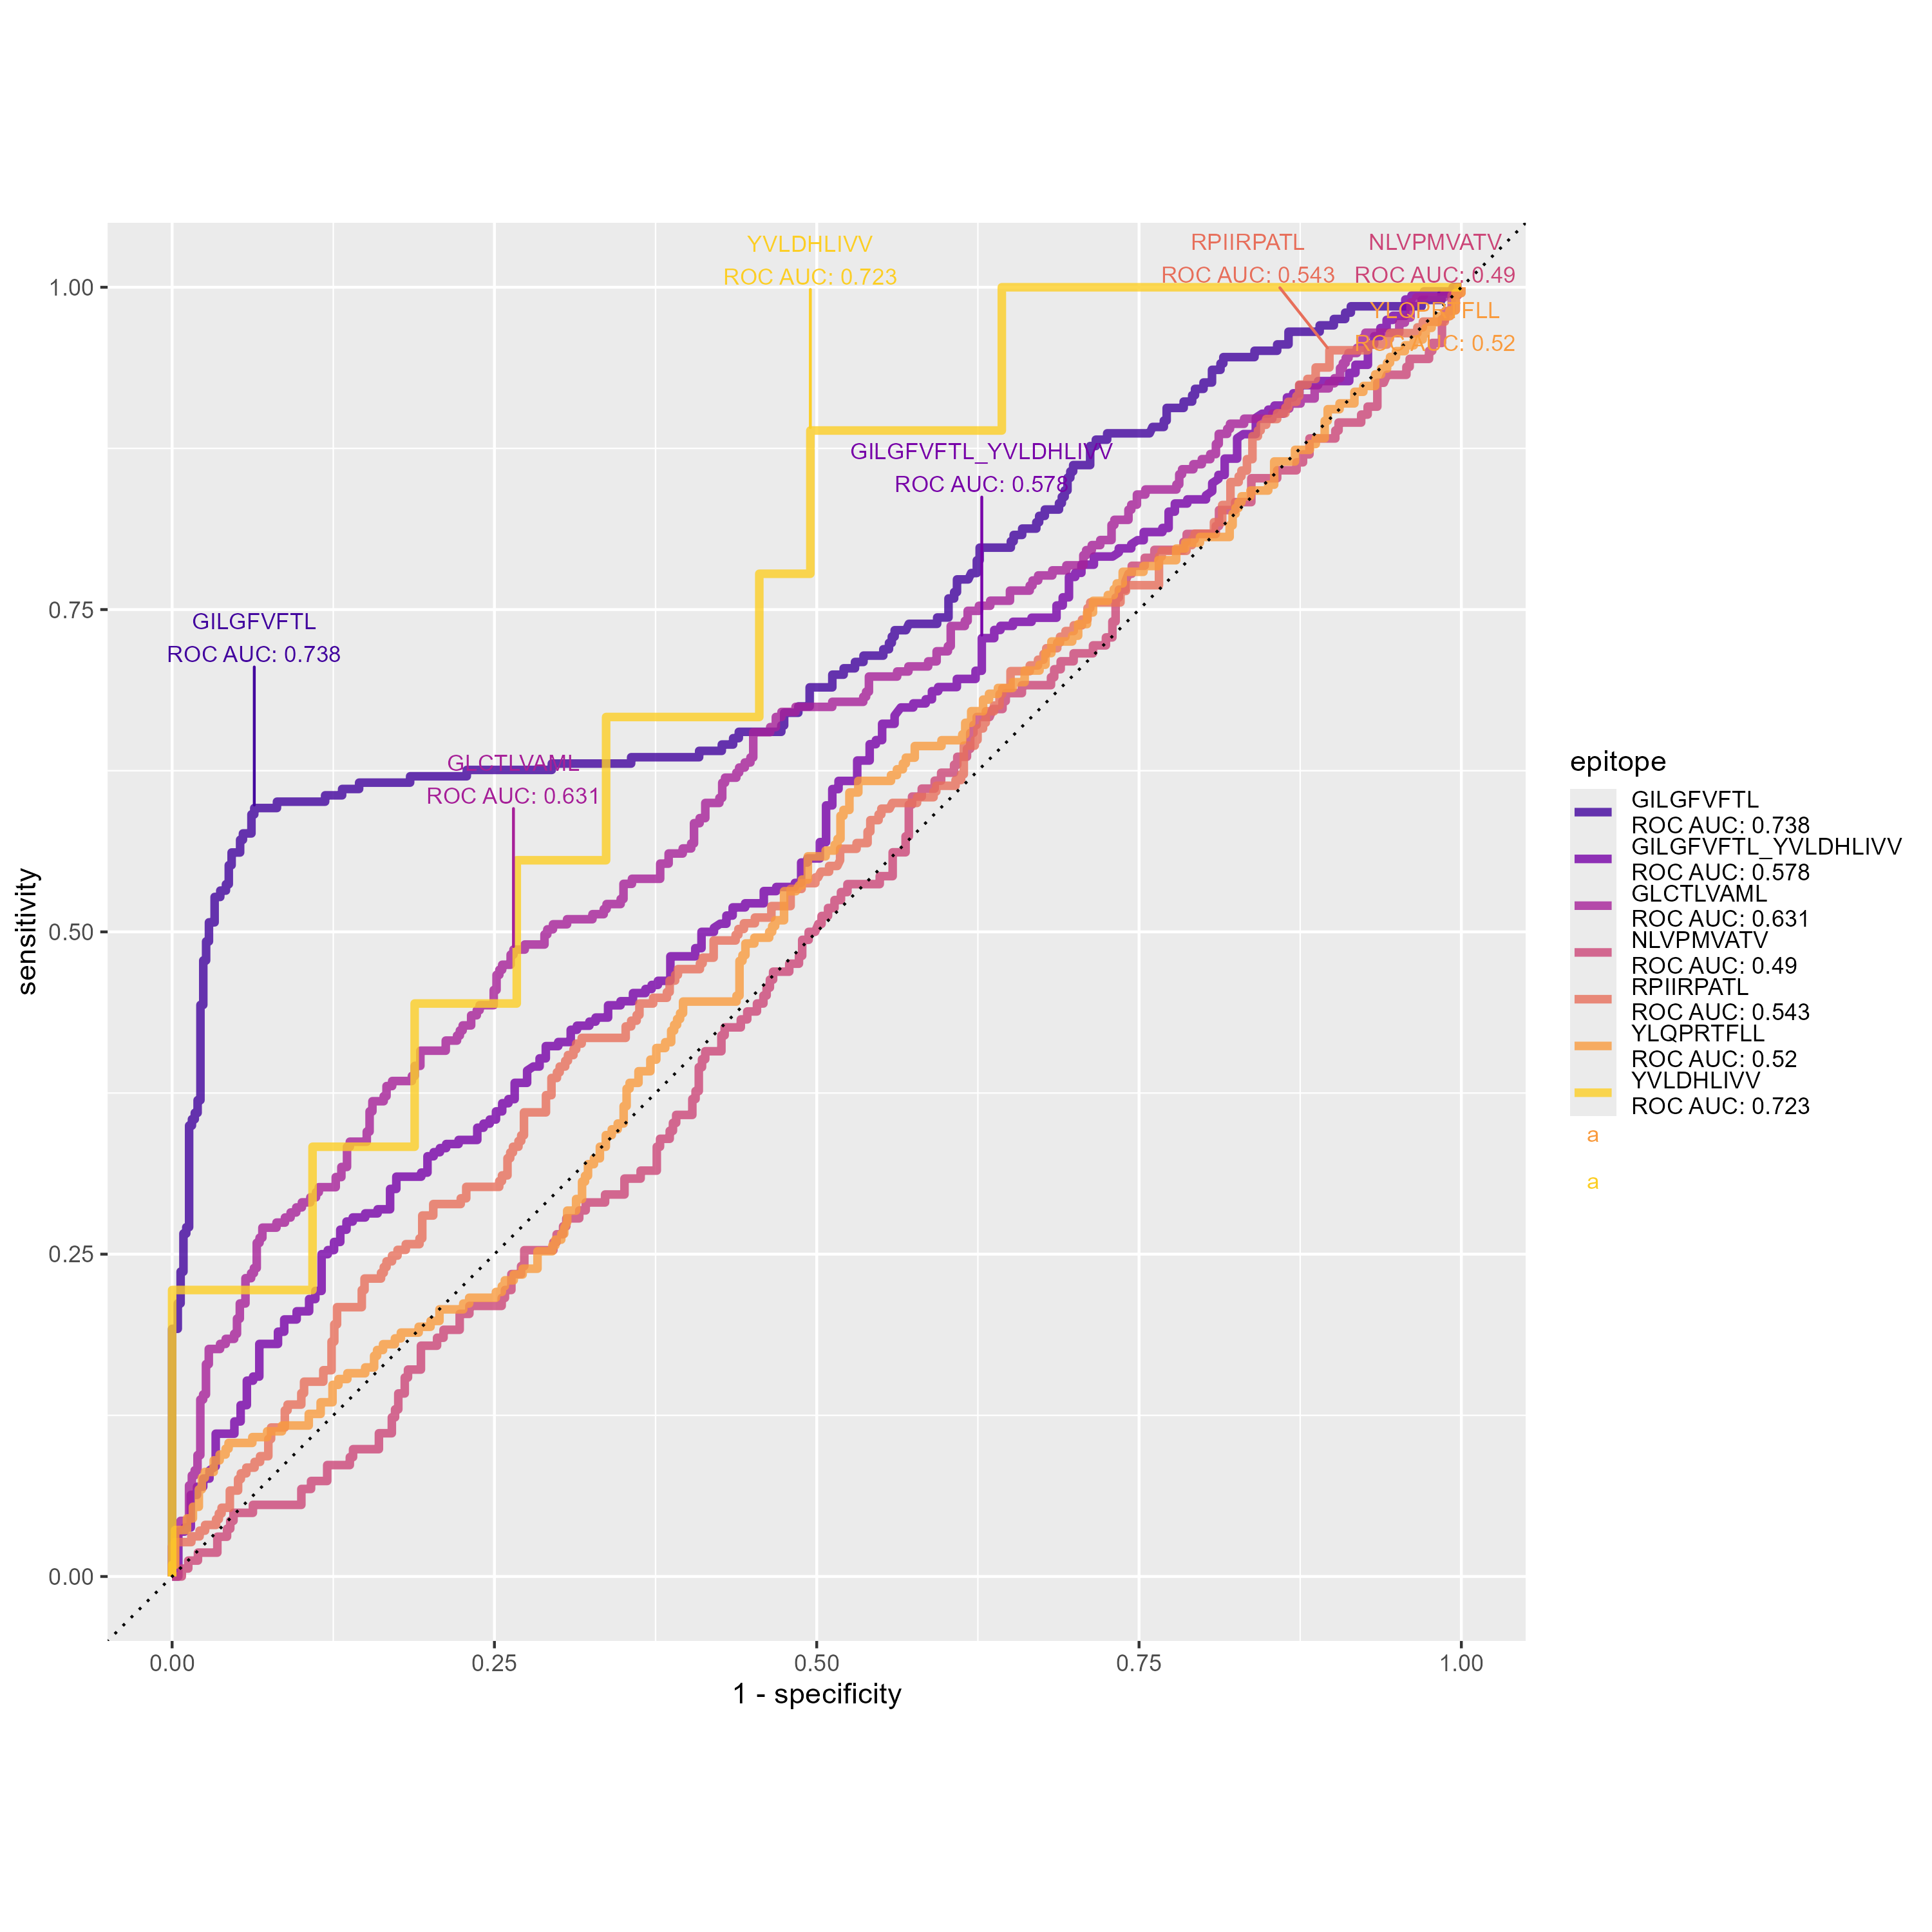 YVLDHLIVV
ROC AUC: 0.723
RPIIRPATL
ROC AUC: 0.543
NLVPMVATV
ROC AUC: 0.49
YLQPRTFLL
ROC AUC: 0.52
GILGFVFTL_YVLDHLIVV
ROC AUC: 0.578
GILGFVFTL
ROC AUC: 0.738
GLCTLVAML
ROC AUC: 0.631
1.00
0.75
0.50
0.25
0.00
sensitivity
0.00
0.25
0.50
0.75
1.00
1 - specificity
epitope
GILGFVFTL
ROC AUC: 0.738
GILGFVFTL_YVLDHLIVV
ROC AUC: 0.578
GLCTLVAML
ROC AUC: 0.631
NLVPMVATV
ROC AUC: 0.49
RPIIRPATL
ROC AUC: 0.543
YLQPRTFLL
ROC AUC: 0.52
YVLDHLIVV
ROC AUC: 0.723
a
a